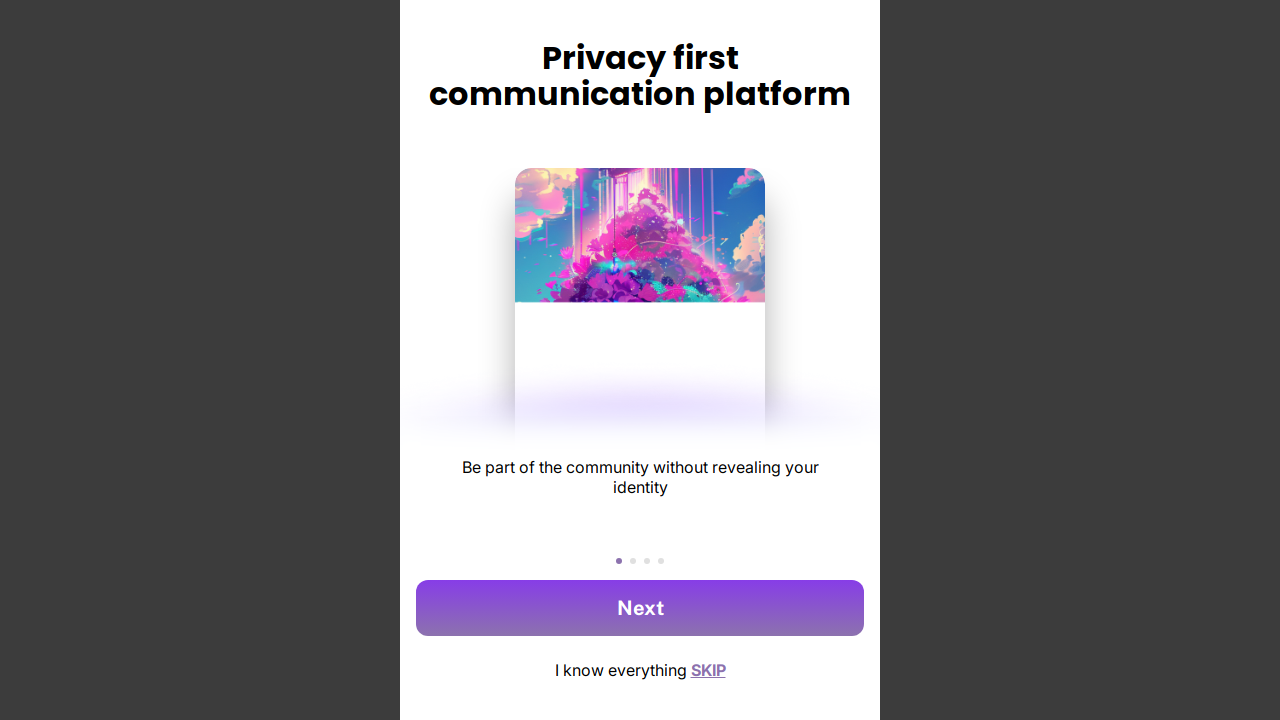 Privacy first
communication platform
Be part of the community without revealing your
identity
Next
I know everything SKIP